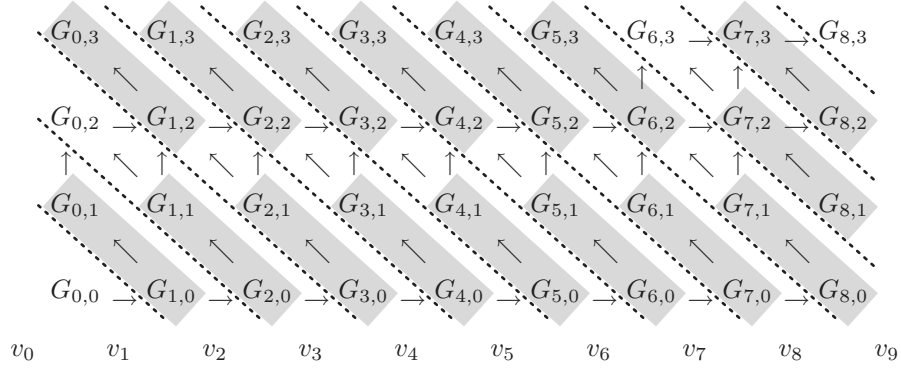 G0,3 G1,3 G2,3 G3,3 G4,3 G5,3 G6,3 → G7,3 → G8,3
↖ ↖ ↖ ↖ ↖ ↖ ↑ ↖ ↑ ↖
G0,2 → G1,2 → G2,2 → G3,2 → G4,2 → G5,2 → G6,2 → G7,2 → G8,2
↑ ↖ ↑ ↖ ↑ ↖ ↑ ↖ ↑ ↖ ↑ ↖ ↑ ↖ ↑ ↖
G0,1 G1,1 G2,1 G3,1 G4,1 G5,1 G6,1 G7,1 G8,1
↖ ↖ ↖ ↖ ↖ ↖ ↖ ↖
G0,0 → G1,0 → G2,0 → G3,0 → G4,0 → G5,0 → G6,0 → G7,0 → G8,0
v0 v1 v2 v3 v4 v5 v6 v7 v8 v9